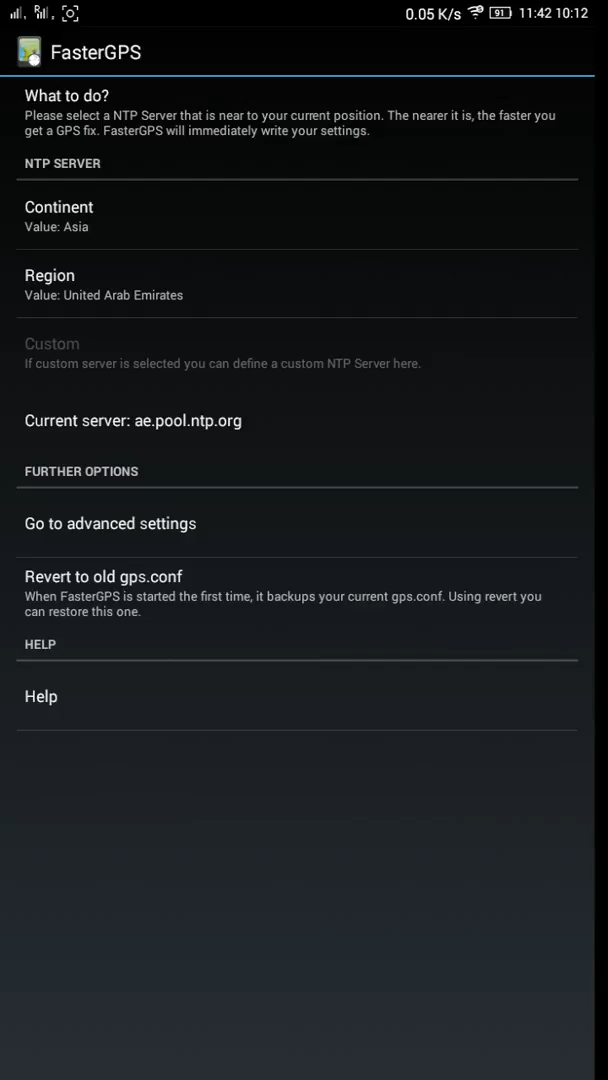 R
0.05 K/s 91 11:42 10:12
FasterGPS
What to do?
Please select a NTP Server that is near to your current position. The nearer it is, the faster you
get a GPS fix. FasterGPS will immediately write your settings.
NTP SERVER
Continent
Value: Asia
Region
Value: United Arab Emirates
Custom
If custom server is selected you can define a custom NTP Server here.
Current server: ae.pool.ntp.org
FURTHER OPTIONS
Go to advanced settings
Revert to old gps.conf
When FasterGPS is started the first time, it backups your current gps.conf. Using revert you
can restore this one.
HELP
Help